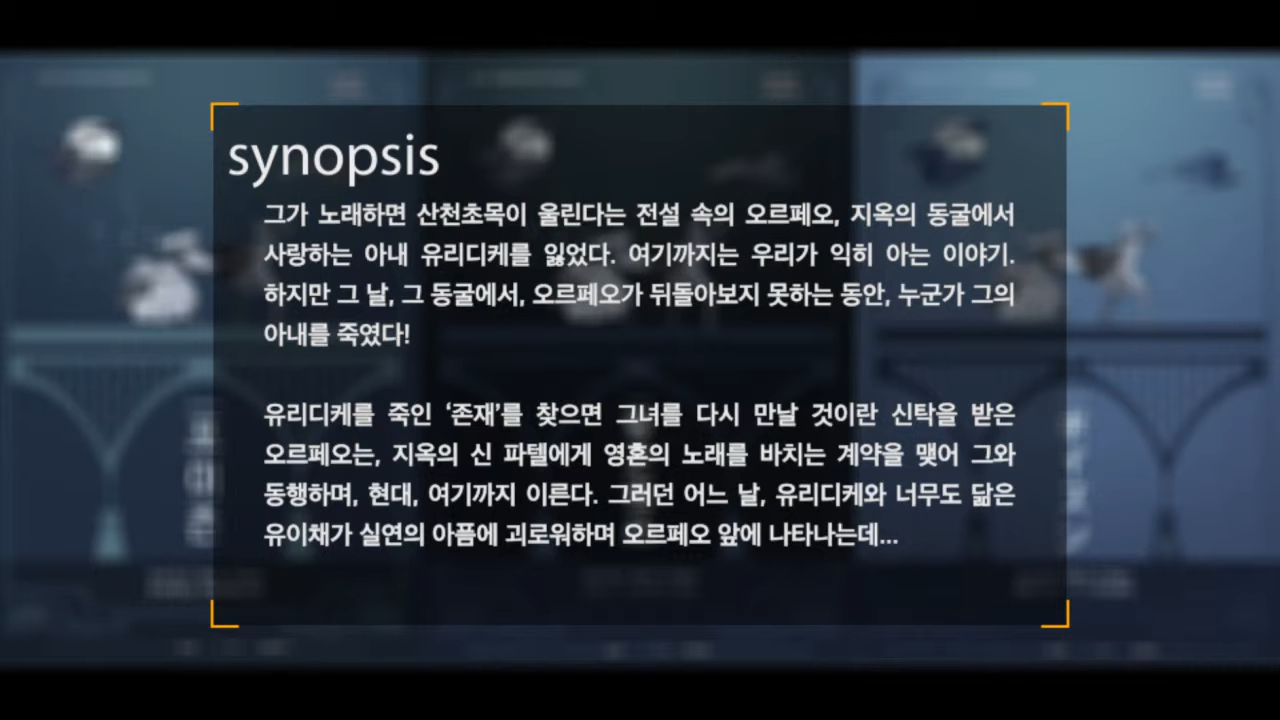 synopsis
그가 노래하면 산천초목이 울린다는 전설 속의 오르페오, 지옥의 동굴에서
사랑하는 아내 유리디케를 잃었다. 여기까지는 우리가 익히 아는 이야기.
하지만 그 날, 그 동굴에서, 오르페오가 뒤돌아보지 못하는 동안, 누군가 그의
아내를 죽였다!
유리디케를 죽인 ‘존재’를 찾으면 그녀를 다시 만날 것이란 신탁을 받은
오르페오는, 지옥의 신 파텔에게 영혼의 노래를 바치는 계약을 맺어 그와
동행하며, 현대, 여기까지 이른다. 그러던 어느 날, 유리디케와 너무도 닮은
유이채가 실연의 아픔에 괴로워하며 오르페오 앞에 나타나는데...